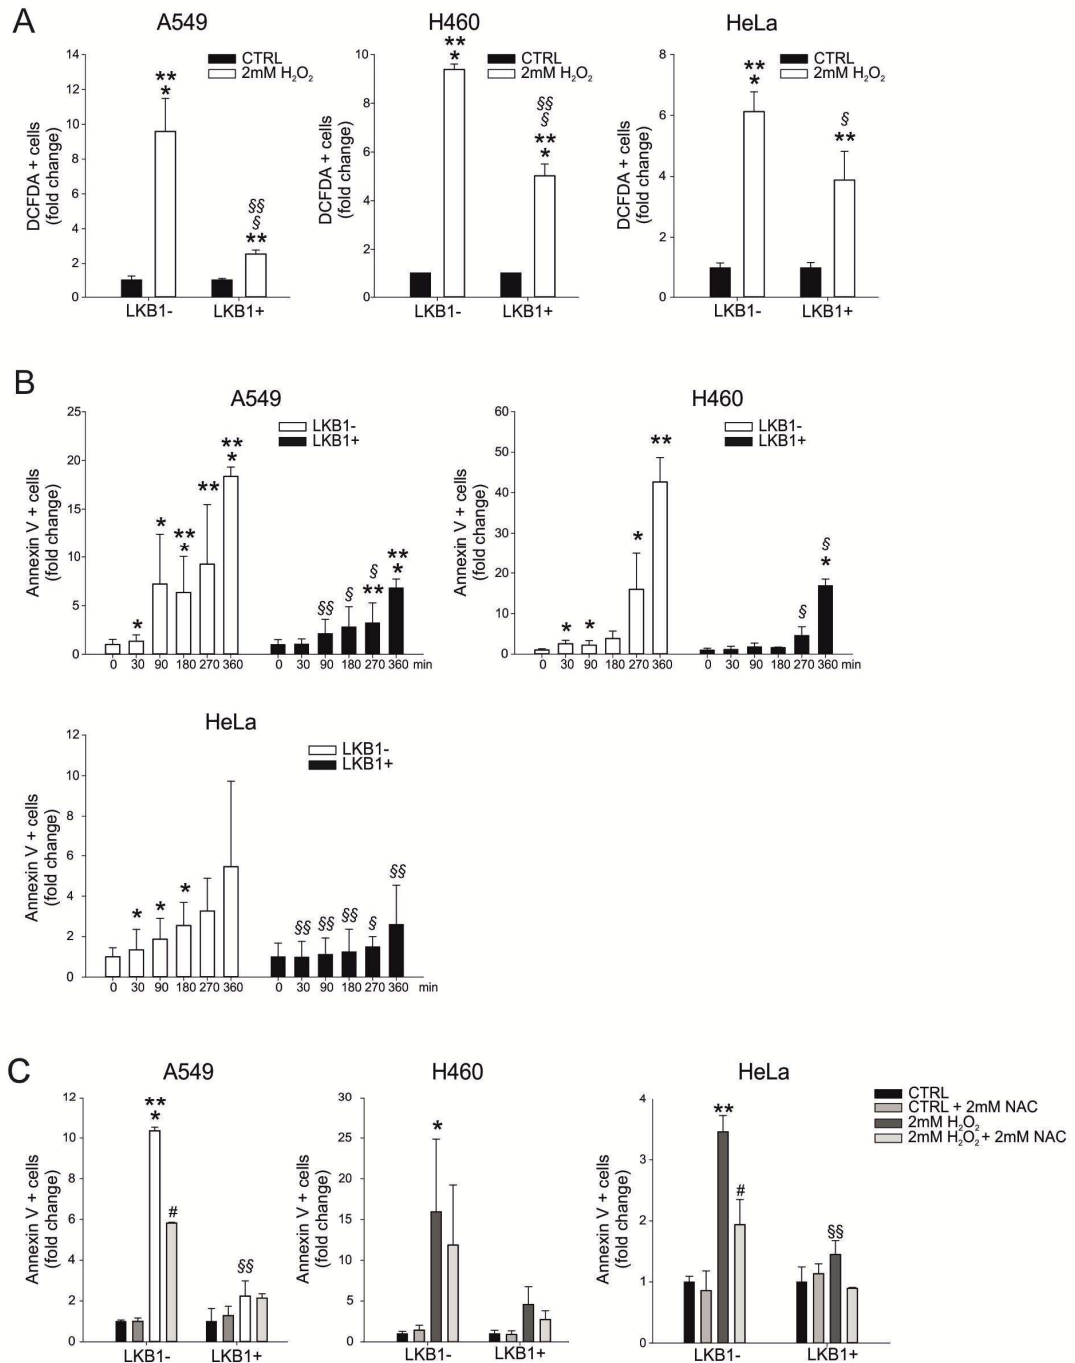 A
A549
H460
HeLa
CTRL
2mM H₂O₂
CTRL
2mM H₂O₂
CTRL
2mM H₂O₂
DCFDA + cells
(fold change)
14
12
10
8
6
4
2
0
** *
§§ § **
LKB1-
LKB1+
DCFDA + cells
(fold change)
10
8
6
4
2
0
** *
§§ § ** *
LKB1-
LKB1+
DCFDA + cells
(fold change)
8
6
4
2
0
** *
§ **
LKB1-
LKB1+
B
A549
LKB1-
LKB1+
Annexin V + cells
(fold change)
25
20
15
10
5
0
* * ** * ** ** *
§§ § § ** ** *
0 30 90 180 270 360 0 30 90 180 270 360 min
H460
LKB1-
LKB1+
Annexin V + cells
(fold change)
60
50
40
30
20
10
0
* * * **
§ § *
0 30 90 180 270 360 0 30 90 180 270 360 min
HeLa
LKB1-
LKB1+
Annexin V + cells
(fold change)
12
10
8
6
4
2
0
* * *
§§ §§ §§ § §§
0 30 90 180 270 360 0 30 90 180 270 360 min
C
A549
Annexin V + cells
(fold change)
12
10
8
6
4
2
0
** * #
§§
LKB1-
LKB1+
H460
Annexin V + cells
(fold change)
30
25
20
15
10
5
0
*
LKB1-
LKB1+
HeLa
Annexin V + cells
(fold change)
4
3
2
1
0
** #
§§
LKB1-
LKB1+
CTRL
CTRL + 2mM NAC
2mM H₂O₂
2mM H₂O₂ + 2mM NAC